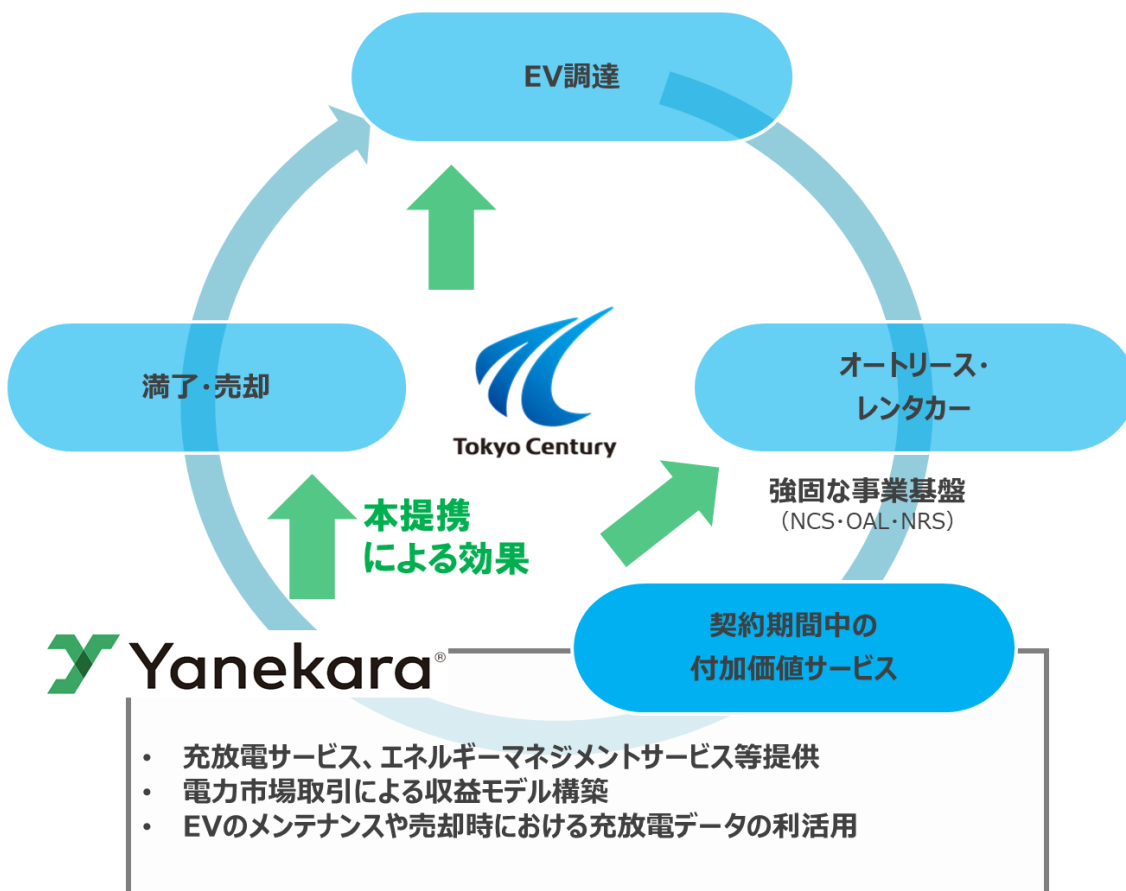 EV調達
満了・売却
Tokyo Century
オートリース・
レンタカー
強固な事業基盤
（NCS・OAL・NRS）
本提携
による効果
契約期間中の
付加価値サービス
Yanekara®
• 充放電サービス、エネルギーマネジメントサービス等提供
• 電力市場取引による収益モデル構築
• EVのメンテナンスや売却時における充放電データの利活用